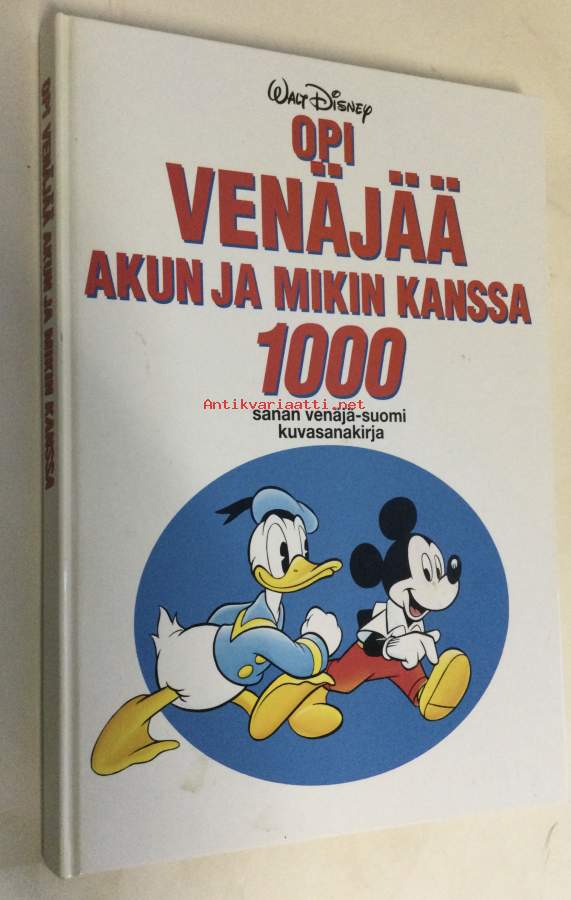 WALT DISNEY
OPI
VENÄJÄÄ
AKUN JA MIKIN KANSSA
1000
Antikvariaatti.net
sanan venäjä-suomi
kuvasanakirja
OPI VENÄJÄÄ AKUN JA MIKIN KANSSA